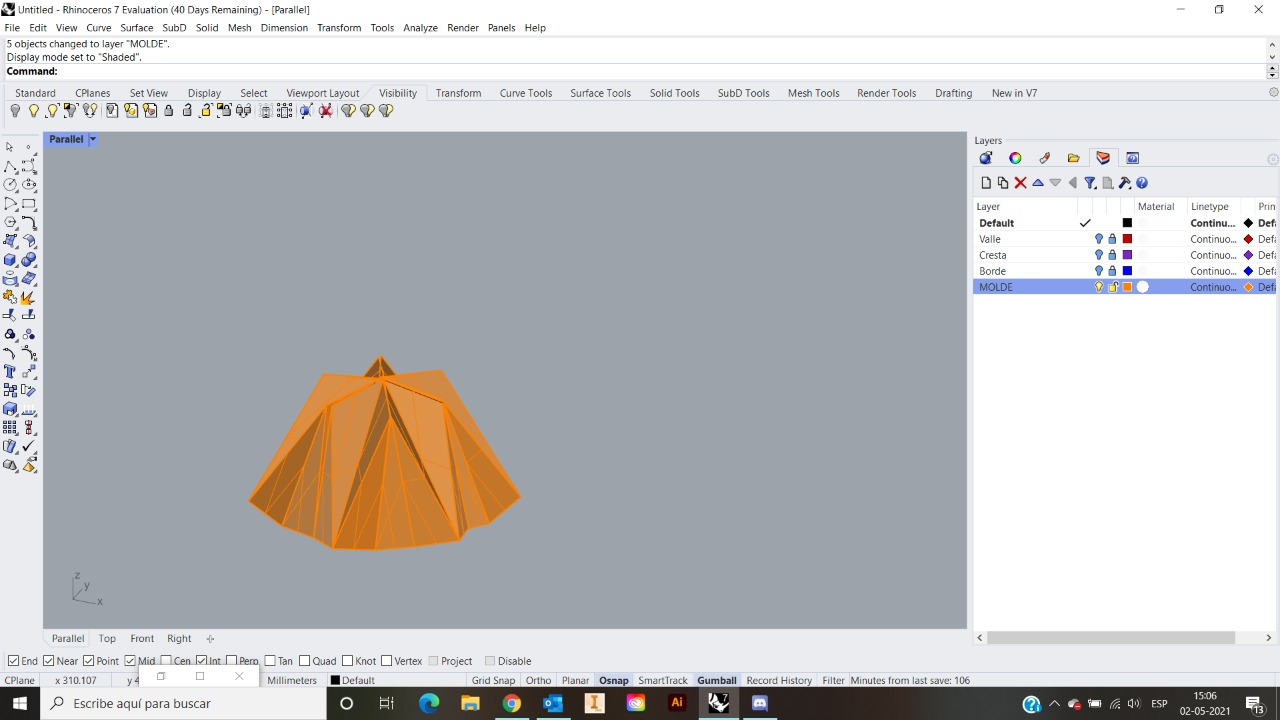 Untitled - Rhinoceros 7 Evaluation (40 Days Remaining) - [Parallel]
File Edit View Curve Surface SubD Solid Mesh Dimension Transform Tools Analyze Render Panels Help
5 objects changed to layer "MOLDE".
Display mode set to "Shaded".
Command:
Standard CPlanes Set View Display Select Viewport Layout Visibility Transform Curve Tools Surface Tools Solid Tools SubD Tools Mesh Tools Render Tools Drafting New in V7
Parallel
Layers
Layer Material Linetype Prin
Default Continu... Defa
Valle Continuo... Defa
Cresta Continuo... Defa
Borde Continuo... Defa
MOLDE Continuo... Defa
z
y
x
Parallel Top Front Right
End Near Point Mid Cen Int Perp Tan Quad Knot Vertex Project Disable
CPlane x 310.107 y 4 Millimeters Default Grid Snap Ortho Planar Osnap SmartTrack Gumball Record History Filter Minutes from last save: 106
Escribe aquí para buscar
Ai
7
ESP
15:06
02-05-2021
13